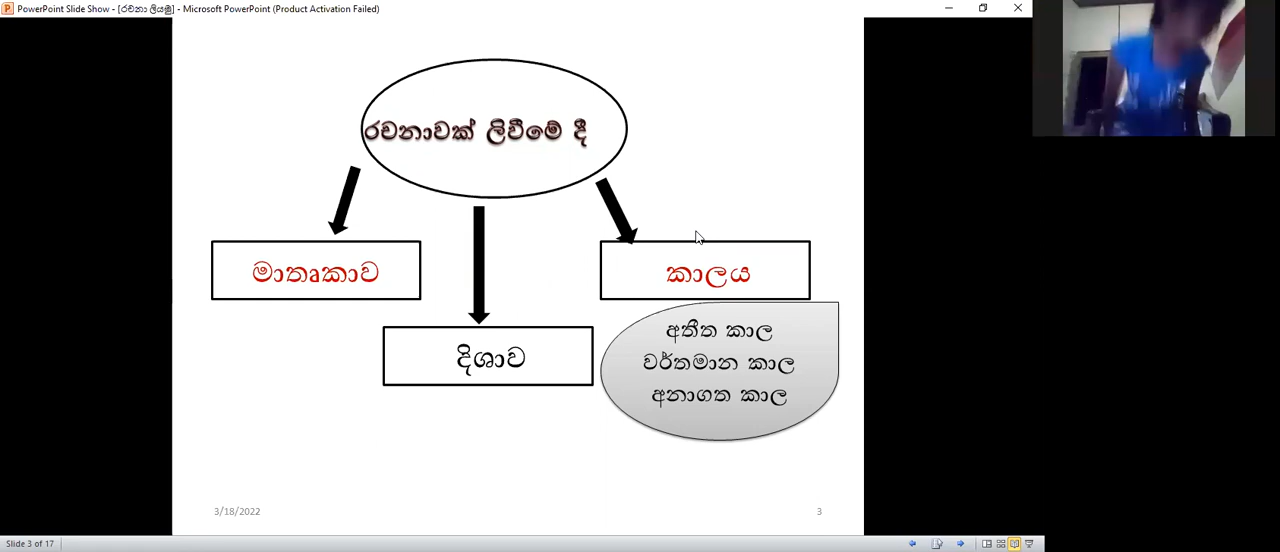 PowerPoint Slide Show - [රචනා ලියමු] - Microsoft PowerPoint (Product Activation Failed)
රචනාවක් ලිවීමේ දී
මාතෘකාව
කාලය
දිශාව
අතීත කාල
වර්තමාන කාල
අනාගත කාල
3/18/2022
3
Slide 3 of 17